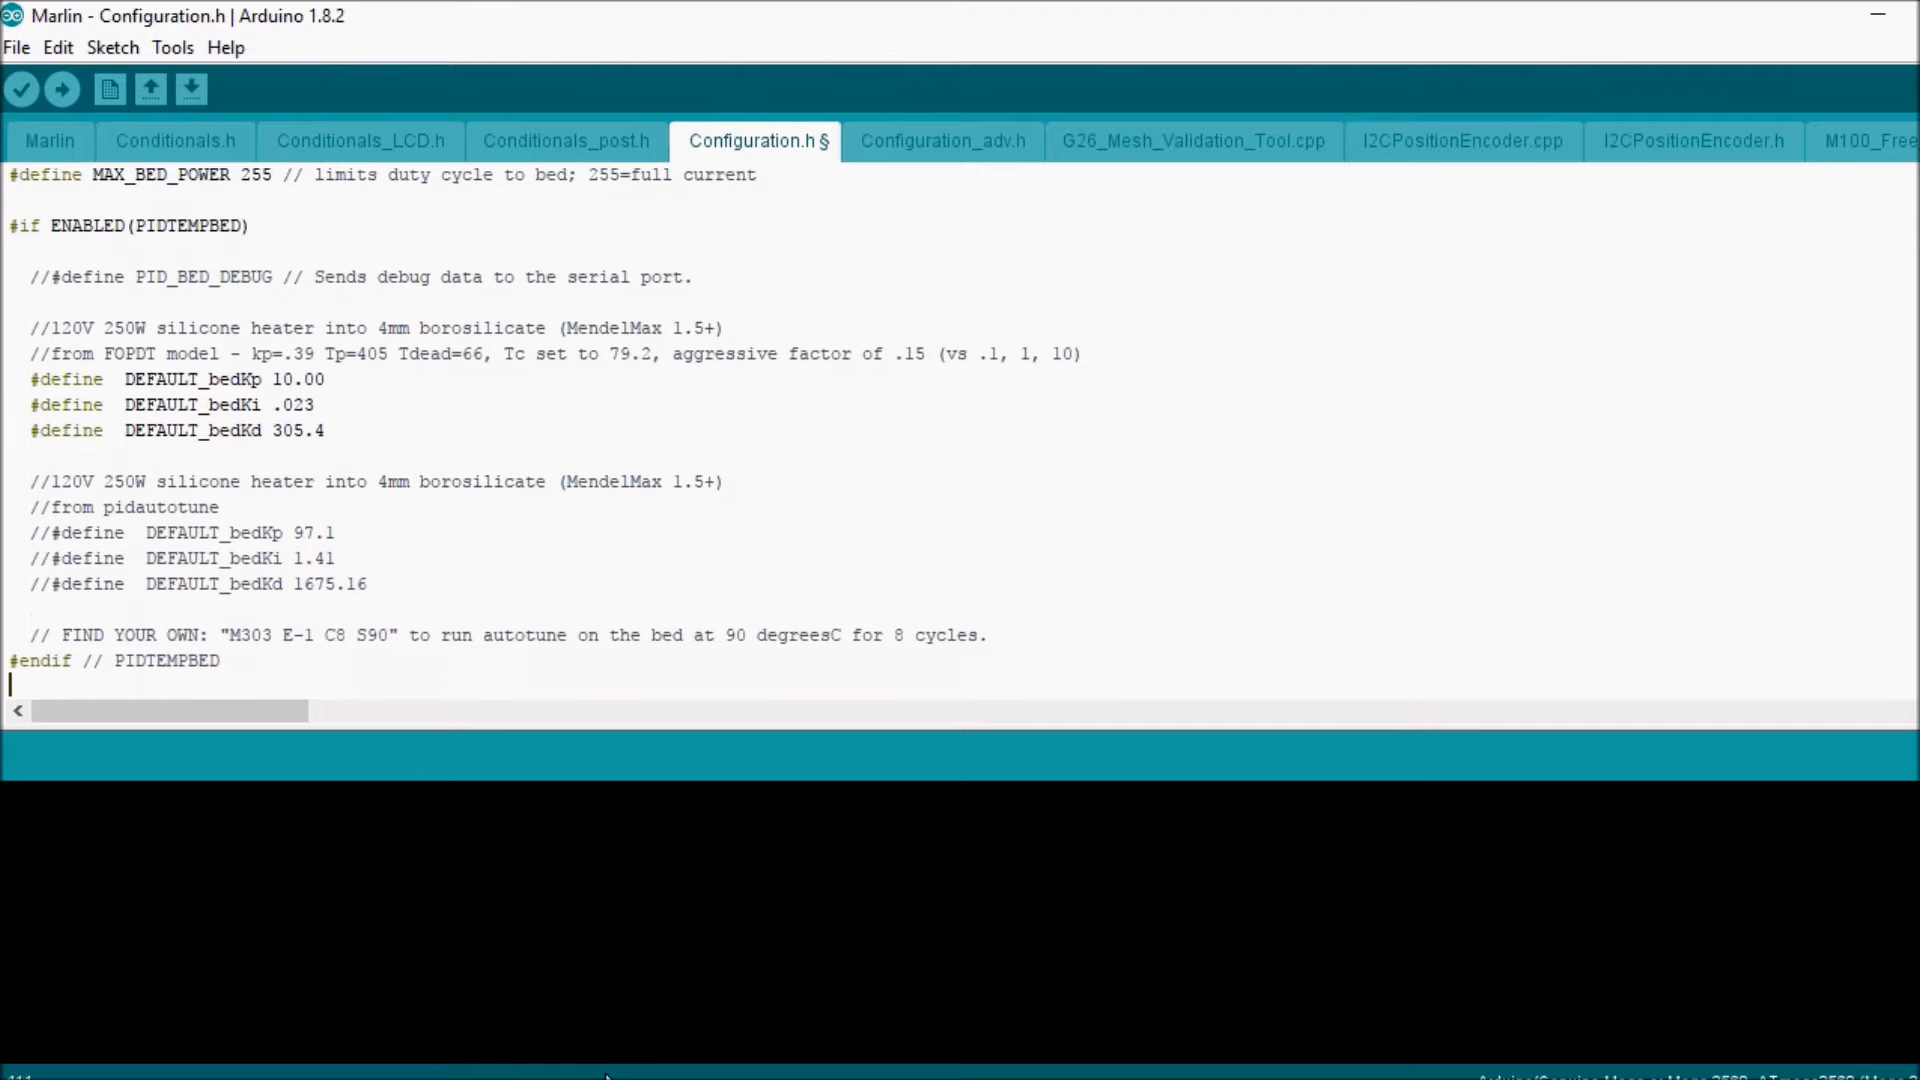 Marlin - Configuration.h | Arduino 1.8.2
File Edit Sketch Tools Help
Marlin Conditionals.h Conditionals_LCD.h Conditionals_post.h Configuration.h § Configuration_adv.h G26_Mesh_Validation_Tool.cpp I2CPositionEncoder.cpp I2CPositionEncoder.h M100_Free
#define MAX_BED_POWER 255 // limits duty cycle to bed; 255=full current
#if ENABLED(PIDTEMPBED)
//#define PID_BED_DEBUG // Sends debug data to the serial port.
//120V 250W silicone heater into 4mm borosilicate (MendelMax 1.5+)
//from FOPDT model - kp=.39 Tp=405 Tdead=66, Tc set to 79.2, aggressive factor of .15 (vs .1, 1, 10)
#define DEFAULT_bedKp 10.00
#define DEFAULT_bedKi .023
#define DEFAULT_bedKd 305.4
//120V 250W silicone heater into 4mm borosilicate (MendelMax 1.5+)
//from pidautotune
//#define DEFAULT_bedKp 97.1
//#define DEFAULT_bedKi 1.41
//#define DEFAULT_bedKd 1675.16
// FIND YOUR OWN: "M303 E-1 C8 S90" to run autotune on the bed at 90 degreesC for 8 cycles.
#endif // PIDTEMPBED